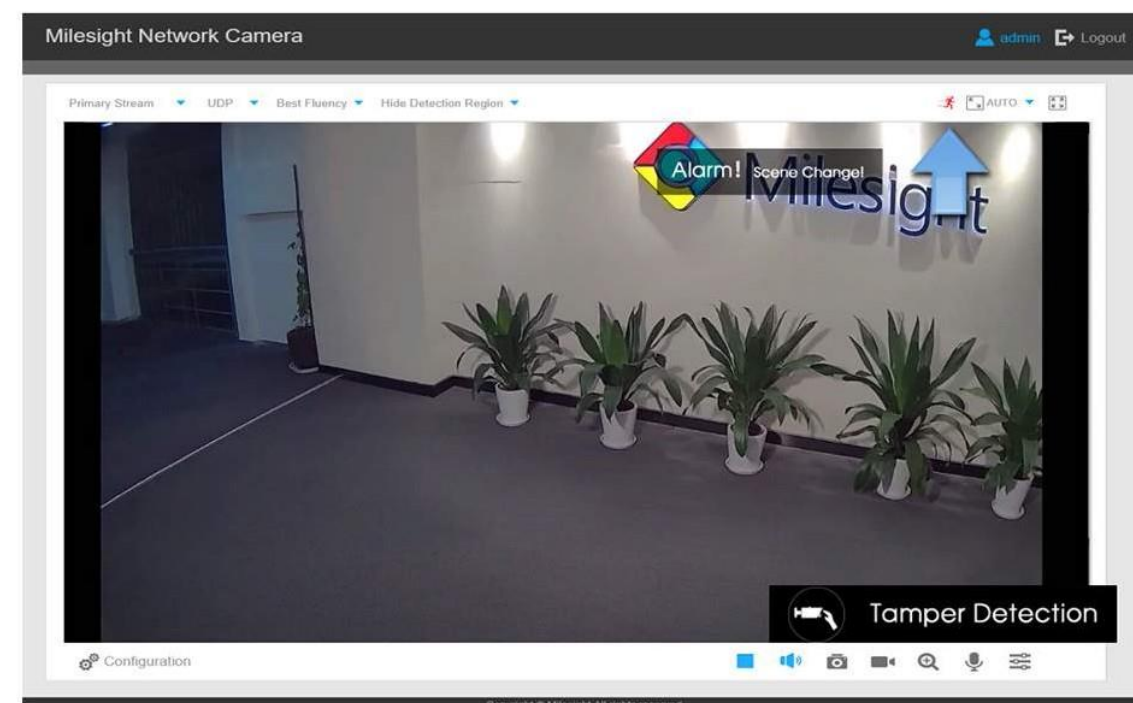 Milesight Network Camera
admin Logout
Primary Stream UDP Best Fluency Hide Detection Region AUTO
Alarm! Scene Change!
Milesight
Tamper Detection
Configuration